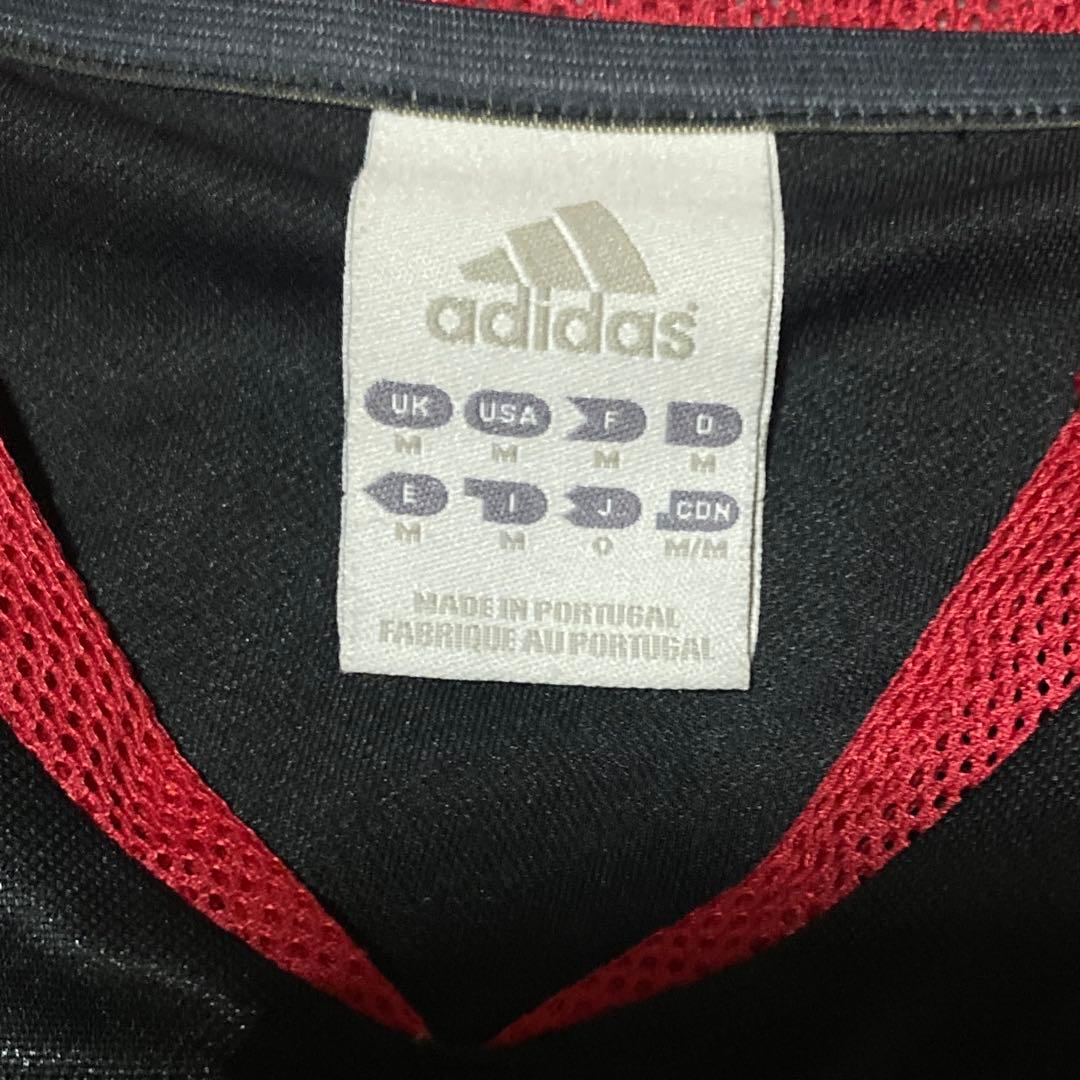 adidas
UK USA F D
M M M M
E I J CDN
M M O M/M
MADE IN PORTUGAL
FABRIQUE AU PORTUGAL